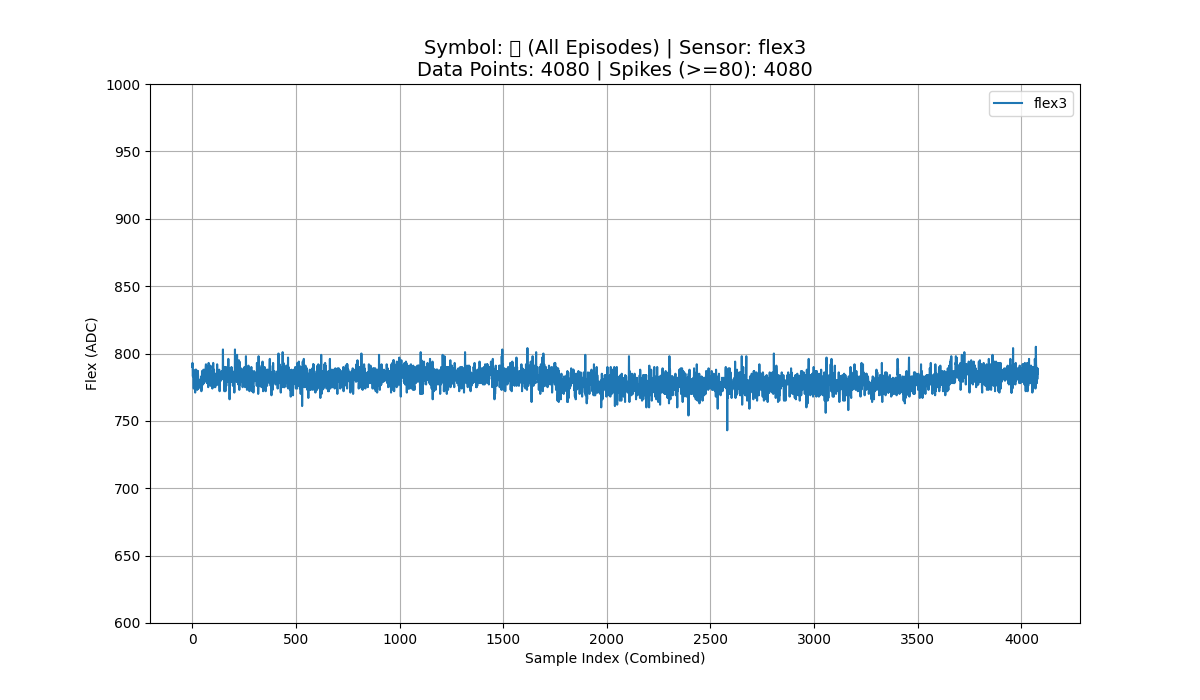 Symbol: (All Episodes) | Sensor: flex3
Data Points: 4080 | Spikes (>=80): 4080
flex3
Flex (ADC)
1000
950
900
850
800
750
700
650
600
0 500 1000 1500 2000 2500 3000 3500 4000
Sample Index (Combined)